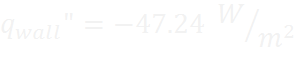 q_wall" = −47.24 W/m²